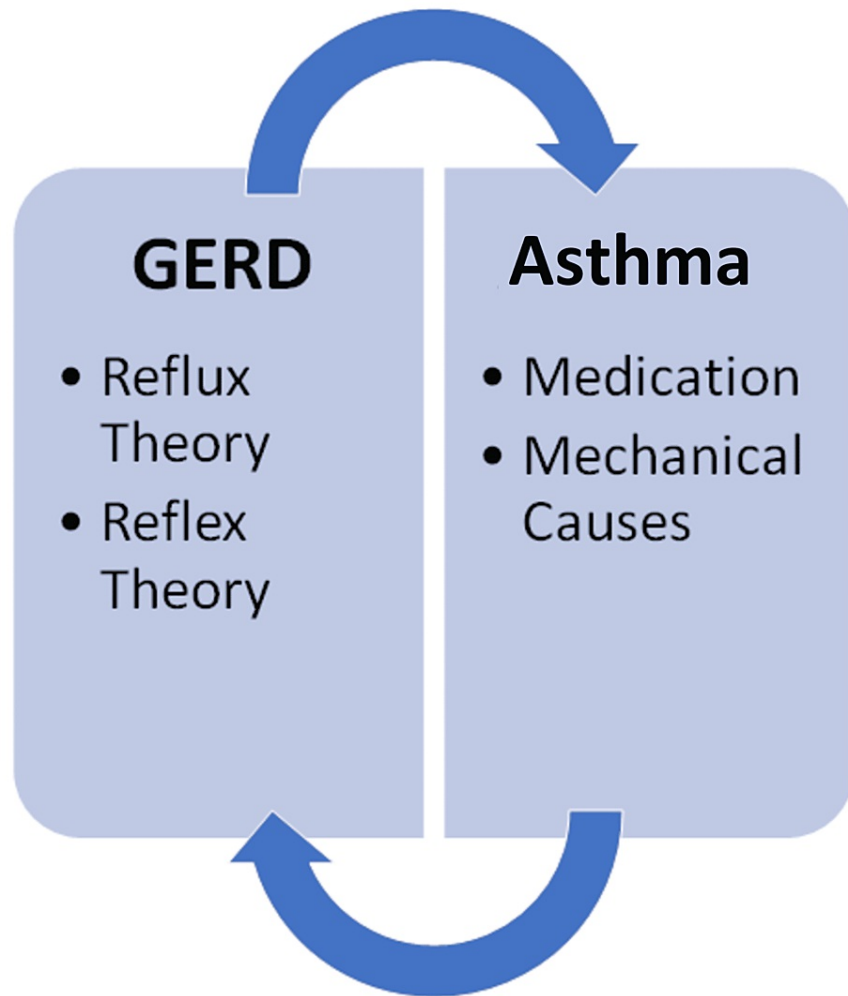 GERD
• Reflux
Theory
• Reflex
Theory
Asthma
• Medication
• Mechanical
Causes